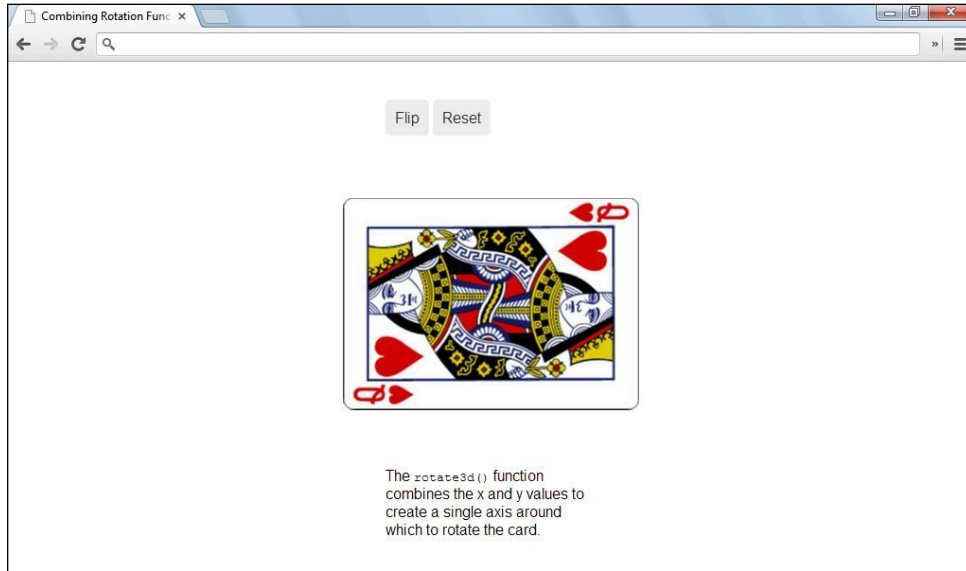 Combining Rotation Func
Flip Reset
Q
Q
The rotate3d() function
combines the x and y values to
create a single axis around
which to rotate the card.